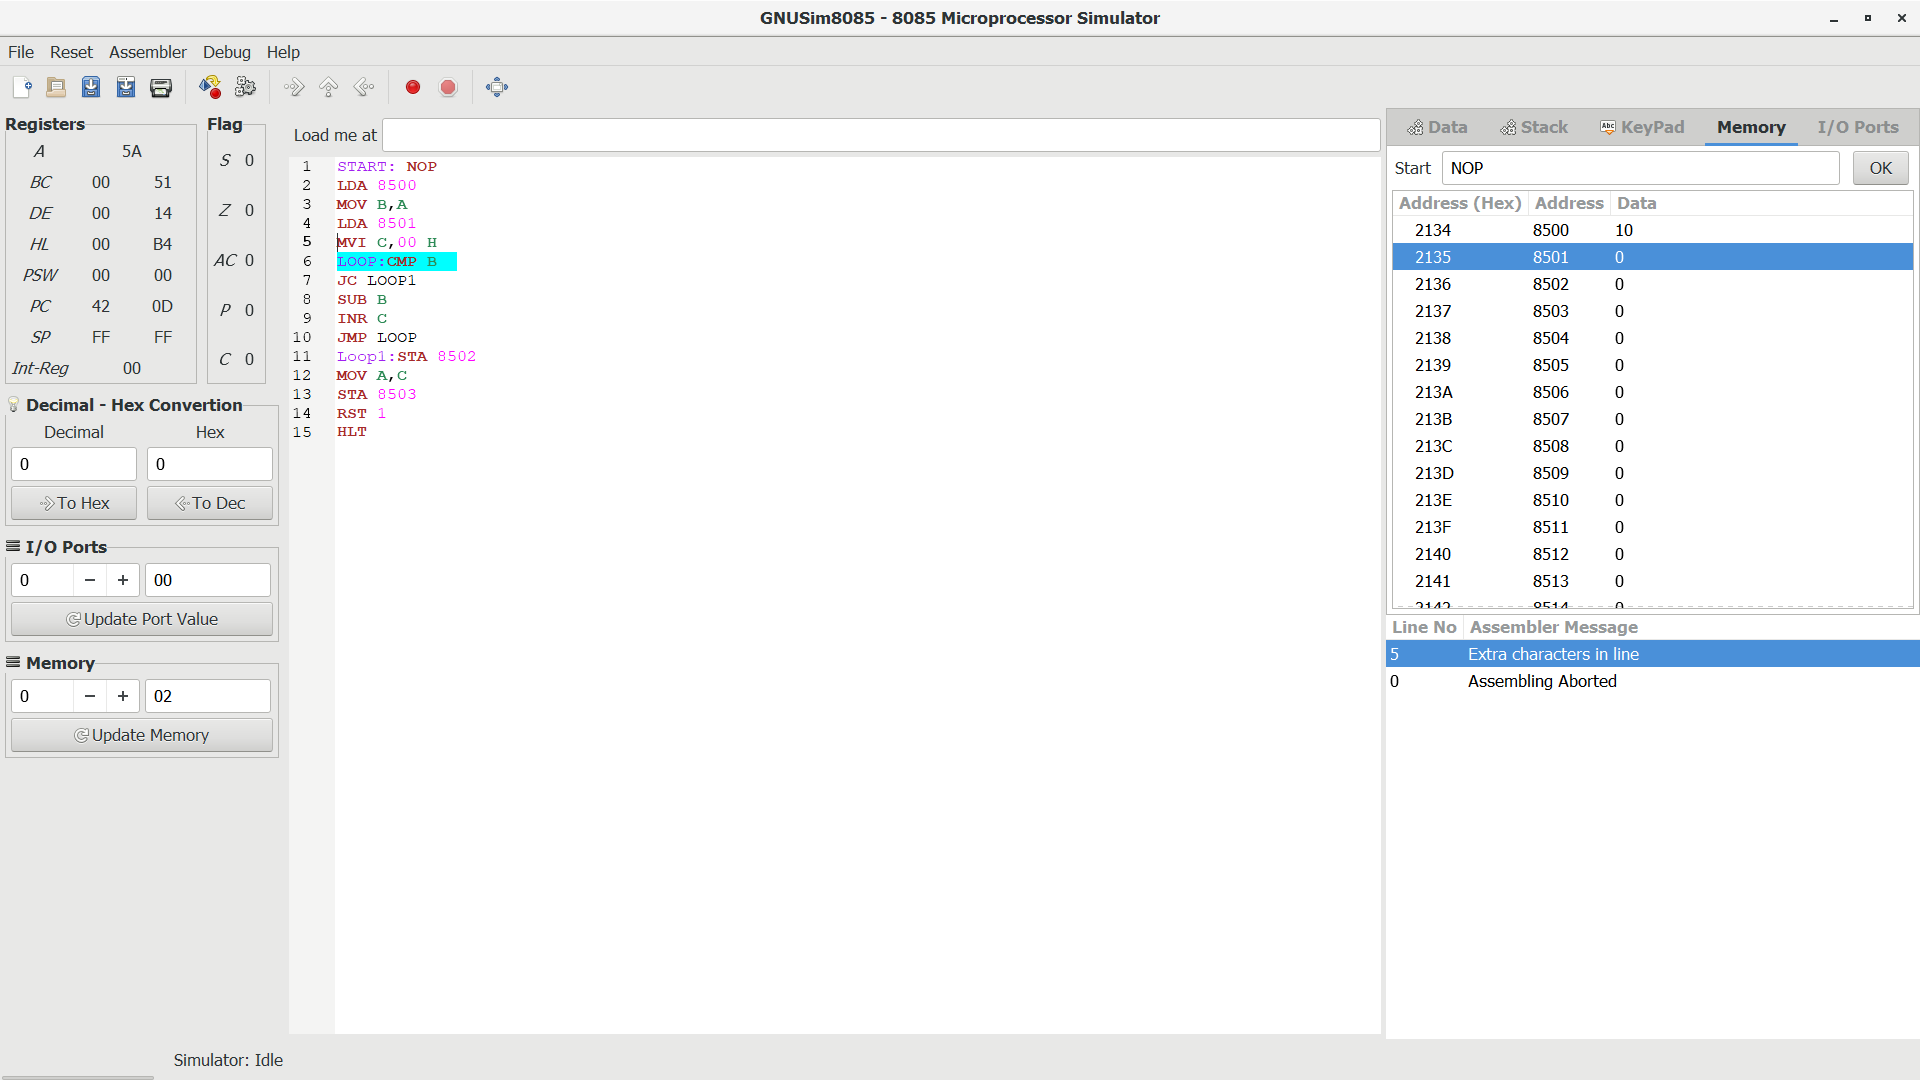 GNUSim8085 - 8085 Microprocessor Simulator
File Reset Assembler Debug Help
Registers
A 5A
BC 00 51
DE 00 14
HL 00 B4
PSW 00 00
PC 42 0D
SP FF FF
Int-Reg 00
Flag
S 0
Z 0
AC 0
P 0
C 0
Decimal - Hex Convertion
Decimal Hex
0 0
To Hex To Dec
I/O Ports
0 − + 00
Update Port Value
Memory
0 − + 02
Update Memory
Load me at
1 START: NOP
2 LDA 8500
3 MOV B,A
4 LDA 8501
5 MVI C,00 H
6 LOOP:CMP B
7 JC LOOP1
8 SUB B
9 INR C
10 JMP LOOP
11 Loop1:STA 8502
12 MOV A,C
13 STA 8503
14 RST 1
15 HLT
Data Stack Abc KeyPad Memory I/O Ports
Start NOP OK
Address (Hex) Address Data
2134 8500 10
2135 8501 0
2136 8502 0
2137 8503 0
2138 8504 0
2139 8505 0
213A 8506 0
213B 8507 0
213C 8508 0
213D 8509 0
213E 8510 0
213F 8511 0
2140 8512 0
2141 8513 0
2142 8514 0
Line No Assembler Message
5 Extra characters in line
0 Assembling Aborted
Simulator: Idle